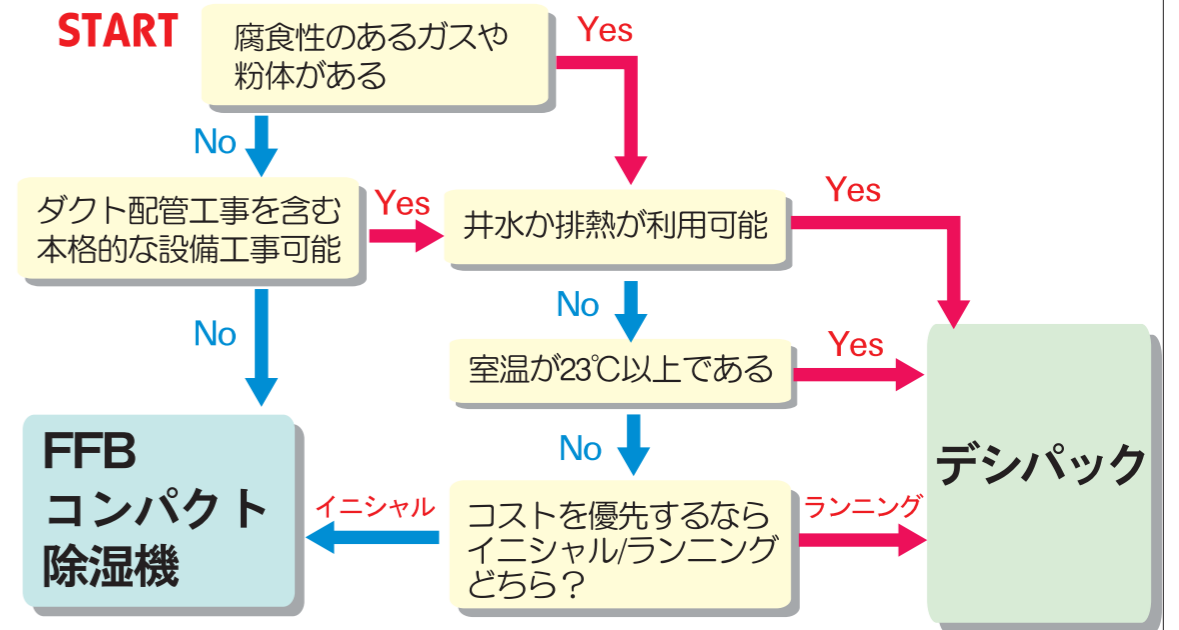 START
腐食性のあるガスや
粉体がある
Yes
No
ダクト配管工事を含む
本格的な設備工事可能
Yes
井水か排熱が利用可能
Yes
No
No
室温が23℃以上である
Yes
No
FFB
コンパクト
除湿機
イニシャル
コストを優先するなら
イニシャル/ランニング
どちら？
ランニング
デシパック